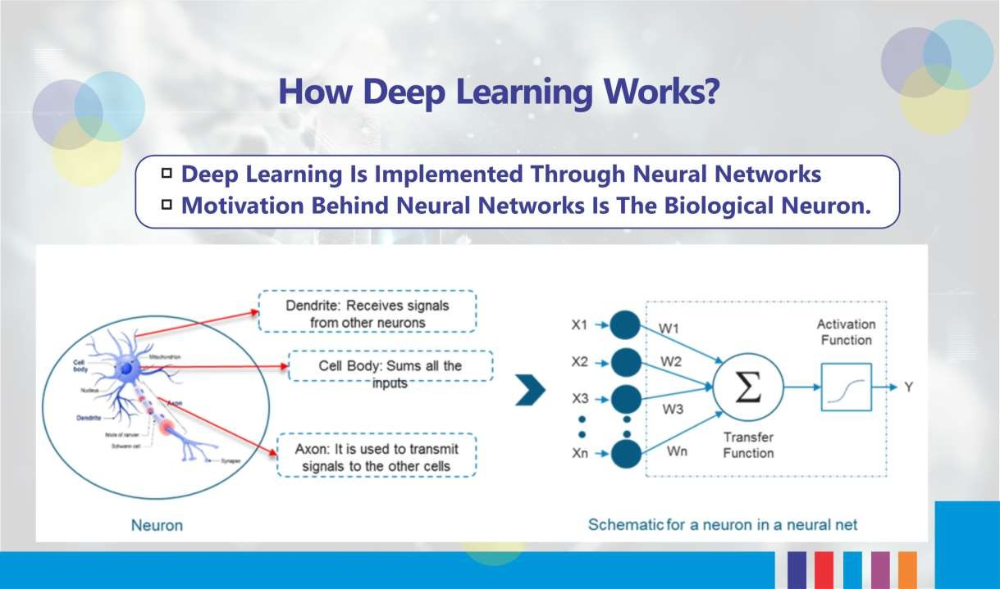 How Deep Learning Works?
Deep Learning Is Implemented Through Neural Networks
Motivation Behind Neural Networks Is The Biological Neuron.
Dendrite: Receives signals
from other neurons
Cell Body: Sums all the
inputs
Axon: It is used to transmit
signals to the other cells
Cell
body
Mitochondrion
Nucleus
Axon
Dendrite
Node of ranvier
Schwann cell
Synapse
Neuron
X1
W1
X2
W2
X3
W3
Xn
Wn
Σ
Transfer
Function
Activation
Function
Y
Schematic for a neuron in a neural net